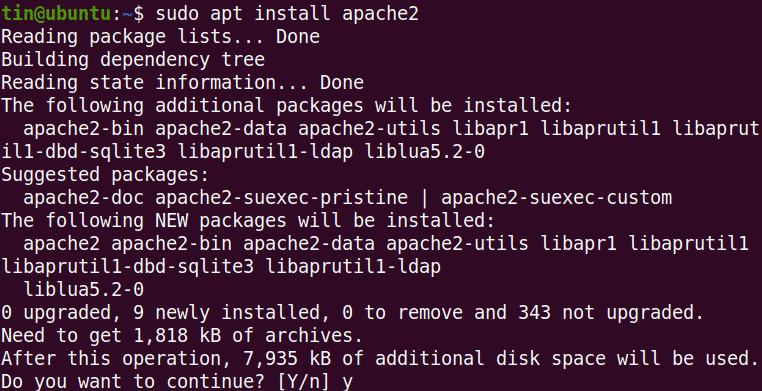 tin@ubuntu:~$ sudo apt install apache2
Reading package lists... Done
Building dependency tree
Reading state information... Done
The following additional packages will be installed:
  apache2-bin apache2-data apache2-utils libapr1 libaprutil1 libaprut
il1-dbd-sqlite3 libaprutil1-ldap liblua5.2-0
Suggested packages:
  apache2-doc apache2-suexec-pristine | apache2-suexec-custom
The following NEW packages will be installed:
  apache2 apache2-bin apache2-data apache2-utils libapr1 libaprutil1
libaprutil1-dbd-sqlite3 libaprutil1-ldap
  liblua5.2-0
0 upgraded, 9 newly installed, 0 to remove and 343 not upgraded.
Need to get 1,818 kB of archives.
After this operation, 7,935 kB of additional disk space will be used.
Do you want to continue? [Y/n] y